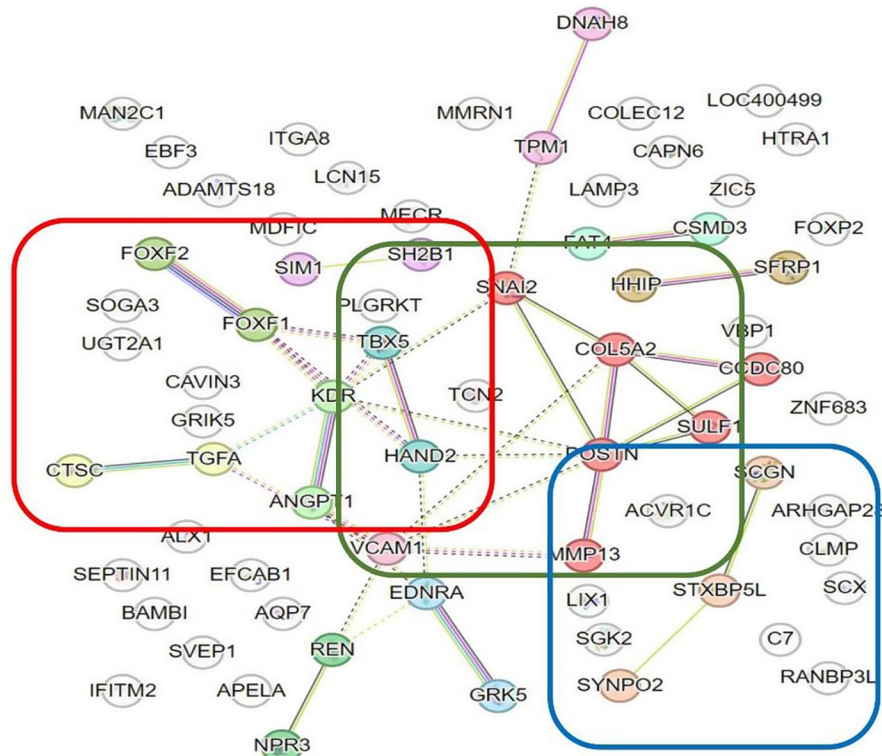 DNAH8
MAN2C1
MMRN1
COLEC12
LOC400499
EBF3
ITGA8
TPM1
CAPN6
HTRA1
ADAMTS18
LCN15
LAMP3
ZIC5
MDFIC
MECR
FAT4
CSMD3
FOXP2
FOXF2
SIM1
SH2B1
SNAI2
HHIP
SFRP1
SOGA3
PLGRKT
FOXF1
TBX5
COL5A2
VBP1
UGT2A1
CCDC80
CAVIN3
KDR
TCN2
ZNF683
GRIK5
SULF1
CTSC
TGFA
HAND2
POSTN
SCGN
ANGPT1
ACVR1C
ARHGAP28
ALX1
VCAM1
MMP13
CLMP
SEPTIN11
EFCAB1
EDNRA
LIX1
STXBP5L
SCX
BAMBI
AQP7
SGK2
C7
SVEP1
REN
RANBP3L
IFITM2
APELA
GRK5
SYNPO2
NPR3